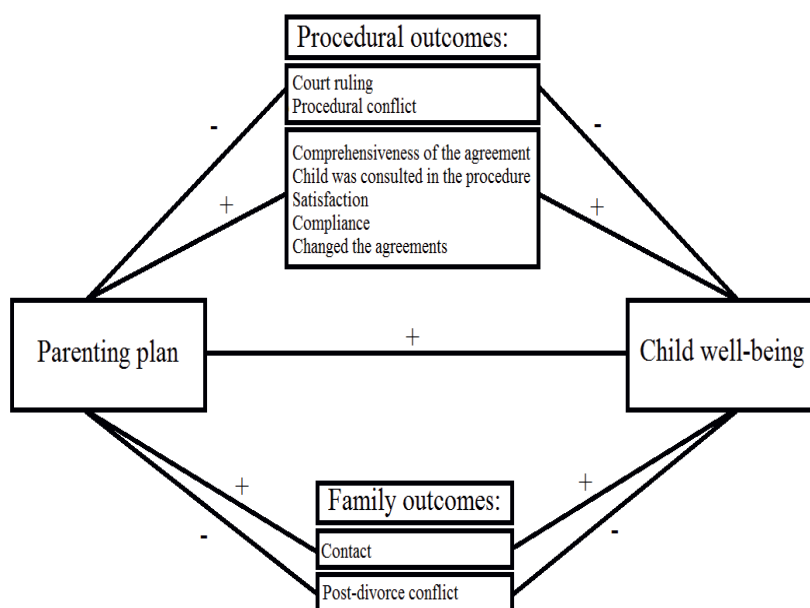 Procedural outcomes:
Court ruling
Procedural conflict
-
-
Comprehensiveness of the agreement
Child was consulted in the procedure
Satisfaction
Compliance
Changed the agreements
+
+
Parenting plan
+
Child well-being
+
+
Family outcomes:
-
-
Contact
Post-divorce conflict